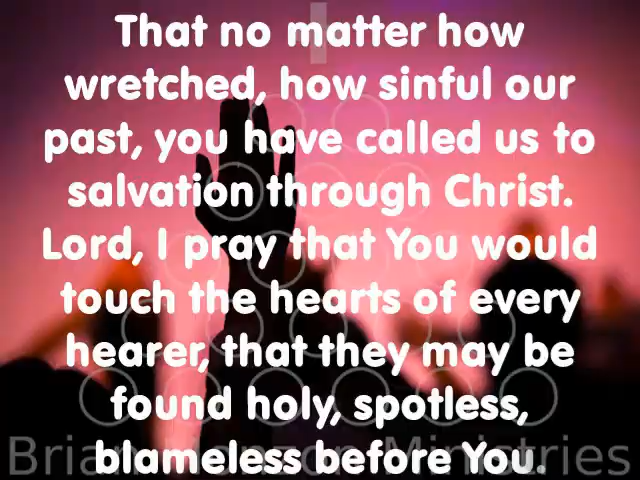 That no matter how
wretched, how sinful our
past, you have called us to
salvation through Christ.
Lord, I pray that You would
touch the hearts of every
hearer, that they may be
found holy, spotless,
blameless before You.
Ministries